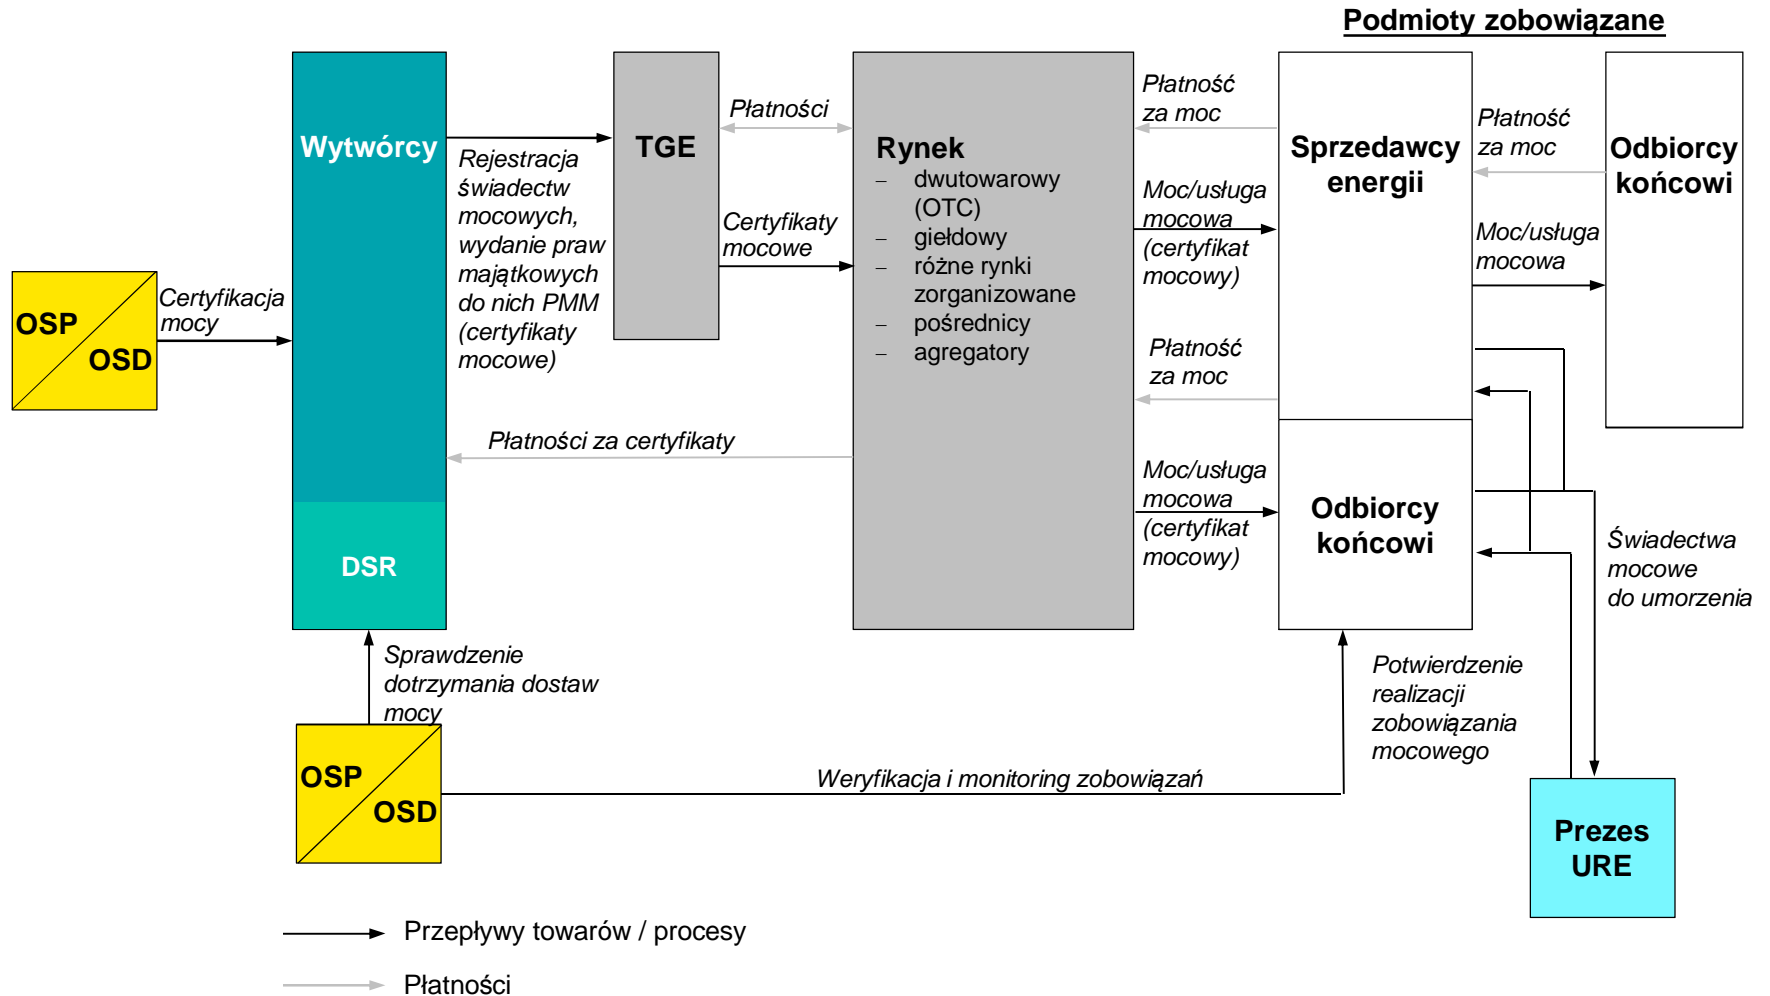 Podmioty zobowiązane
OSP
OSD
Certyfikacja
mocy
Wytwórcy
DSR
Rejestracja
świadectw
mocowych,
wydanie praw
majątkowych
do nich PMM
(certyfikaty
mocowe)
TGE
Płatności
Certyfikaty
mocowe
Płatności za certyfikaty
Rynek
– dwutowarowy
(OTC)
– giełdowy
– różne rynki
zorganizowane
– pośrednicy
– agregatory
Płatność
za moc
Moc/usługa
mocowa
(certyfikat
mocowy)
Płatność
za moc
Moc/usługa
mocowa
(certyfikat
mocowy)
Sprzedawcy
energii
Odbiorcy
końcowi
Płatność
za moc
Moc/usługa
mocowa
Odbiorcy
końcowi
Świadectwa
mocowe
do umorzenia
Sprawdzenie
dotrzymania dostaw
mocy
OSP
OSD
Weryfikacja i monitoring zobowiązań
Potwierdzenie
realizacji
zobowiązania
mocowego
Prezes
URE
Przepływy towarów / procesy
Płatności